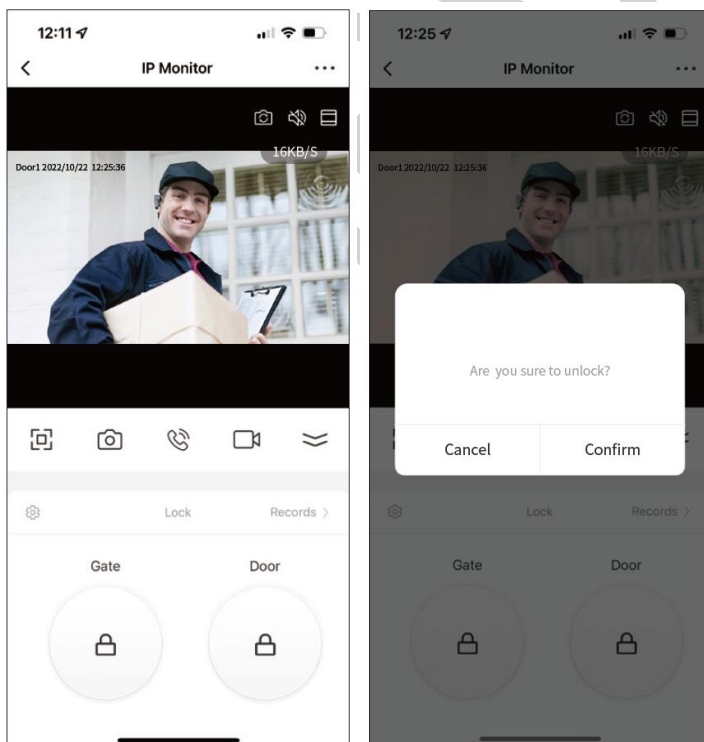 12:11
IP Monitor
16KB/S
Door1 2022/10/22 12:25:36
Lock
Records
Gate
Door
12:25
IP Monitor
16KB/S
Door1 2022/10/22 12:25:36
Are you sure to unlock?
Cancel
Confirm
Lock
Records
Gate
Door